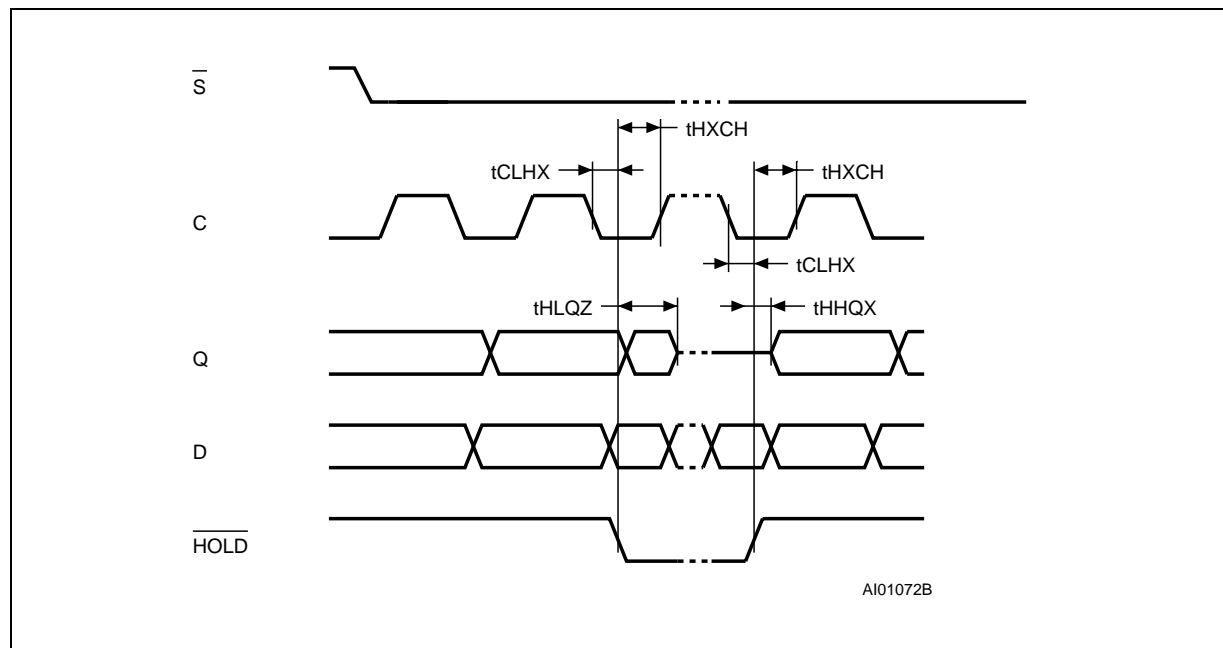 S
tHXCH
tCLHX
tHXCH
C
tCLHX
tHLQZ
tHHQX
Q
D
HOLD
AI01072B